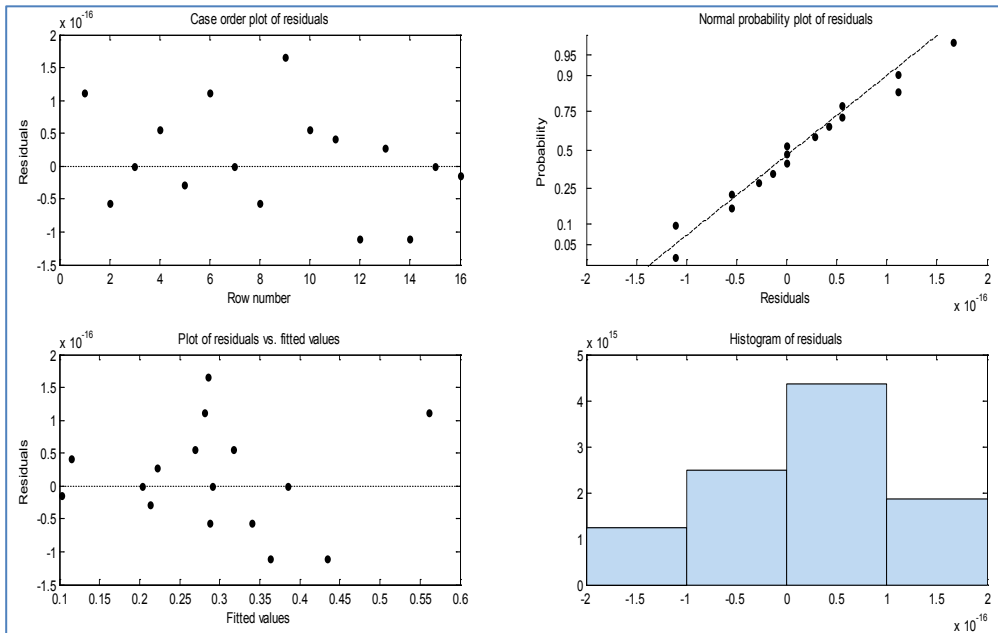 Case order plot of residuals
x 10^-16
2
1.5
1
0.5
0
-0.5
-1
-1.5
Residuals
0 2 4 6 8 10 12 14 16
Row number
Normal probability plot of residuals
0.95
0.9
0.75
0.5
0.25
0.1
0.05
Probability
-2 -1.5 -1 -0.5 0 0.5 1 1.5 2
Residuals
x 10^-16
Plot of residuals vs. fitted values
x 10^-16
2
1.5
1
0.5
0
-0.5
-1
-1.5
Residuals
0.1 0.15 0.2 0.25 0.3 0.35 0.4 0.45 0.5 0.55 0.6
Fitted values
Histogram of residuals
x 10^15
5
4
3
2
1
0
-2 -1.5 -1 -0.5 0 0.5 1 1.5 2
x 10^-16